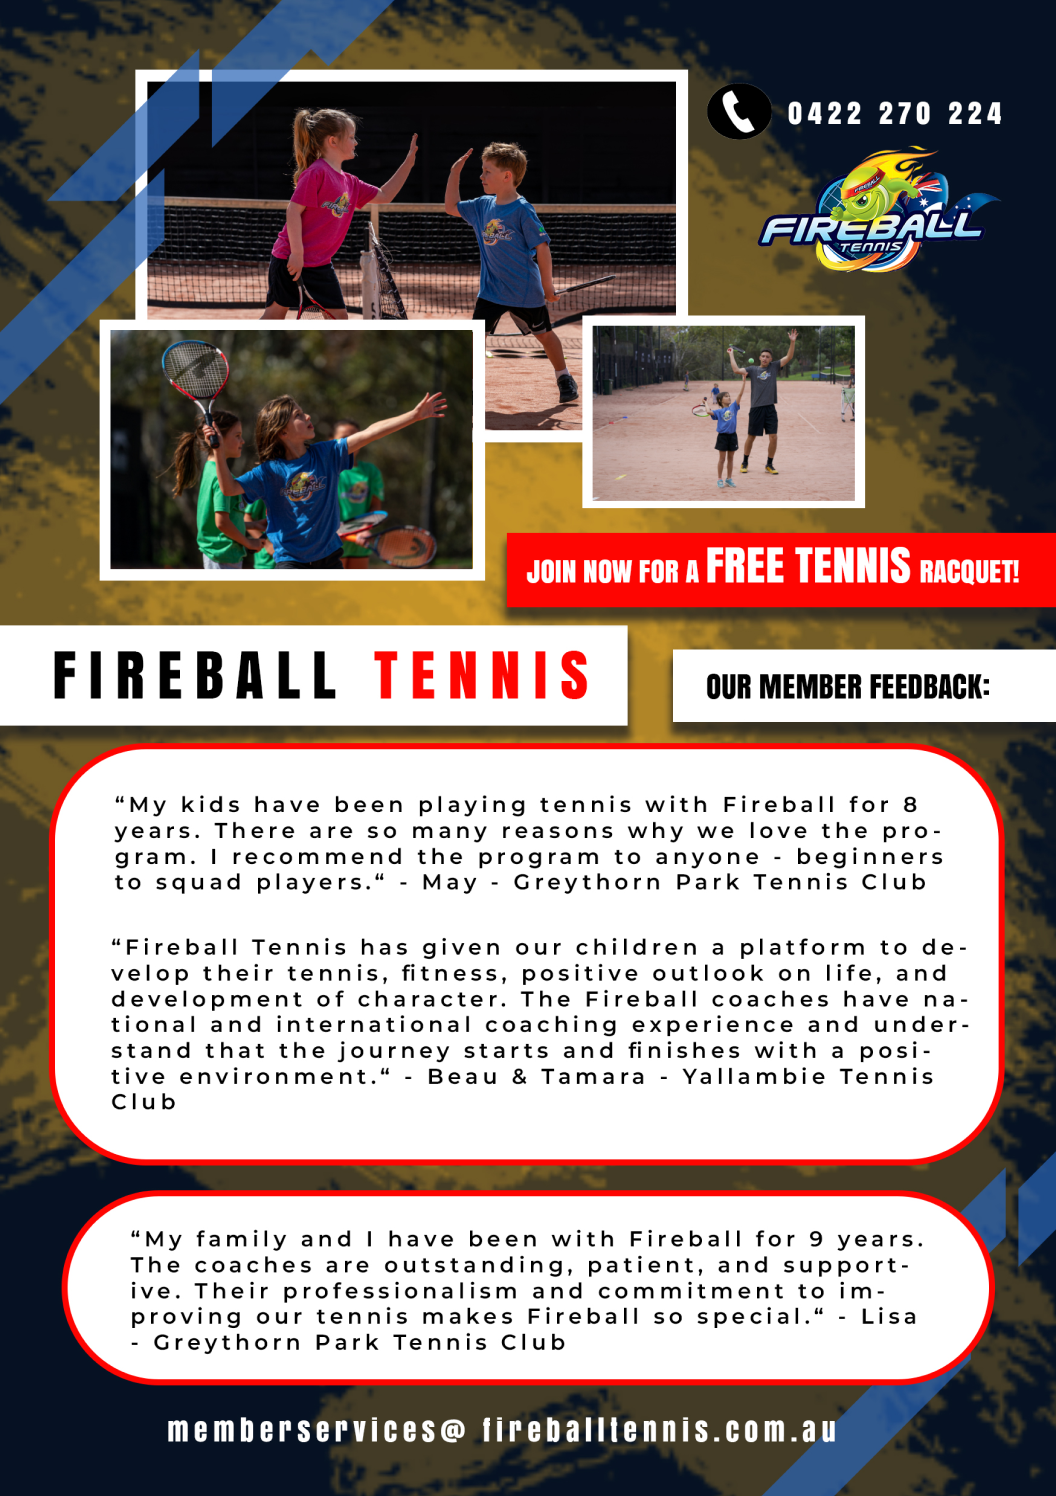 0422 270 224
FIREBALL
FIREBALL
TENNIS
JOIN NOW FOR A FREE TENNIS RACQUET!
FIREBALL TENNIS
OUR MEMBER FEEDBACK:
“My kids have been playing tennis with Fireball for 8
years. There are so many reasons why we love the pro-
gram. I recommend the program to anyone - beginners
to squad players.“ - May - Greythorn Park Tennis Club
“Fireball Tennis has given our children a platform to de-
velop their tennis, fitness, positive outlook on life, and
development of character. The Fireball coaches have na-
tional and international coaching experience and under-
stand that the journey starts and finishes with a posi-
tive environment.“ - Beau & Tamara - Yallambie Tennis
Club
“My family and I have been with Fireball for 9 years.
The coaches are outstanding, patient, and support-
ive. Their professionalism and commitment to im-
proving our tennis makes Fireball so special.“ - Lisa
- Greythorn Park Tennis Club
memberservices@ fireballtennis.com.au